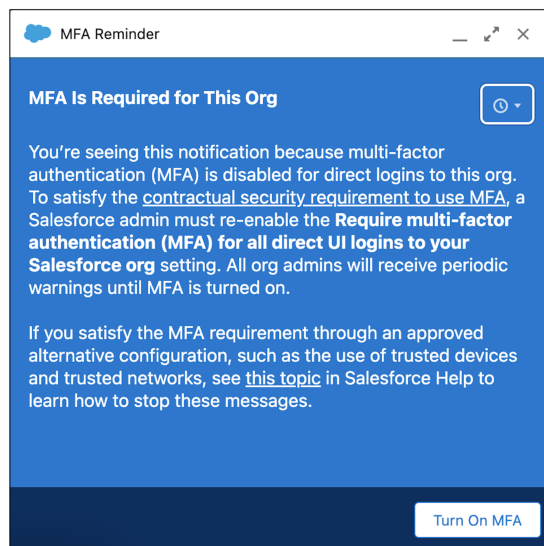 MFA Reminder
MFA Is Required for This Org
You’re seeing this notification because multi-factor
authentication (MFA) is disabled for direct logins to this org.
To satisfy the contractual security requirement to use MFA, a
Salesforce admin must re-enable the Require multi-factor
authentication (MFA) for all direct UI logins to your
Salesforce org setting. All org admins will receive periodic
warnings until MFA is turned on.
If you satisfy the MFA requirement through an approved
alternative configuration, such as the use of trusted devices
and trusted networks, see this topic in Salesforce Help to
learn how to stop these messages.
Turn On MFA